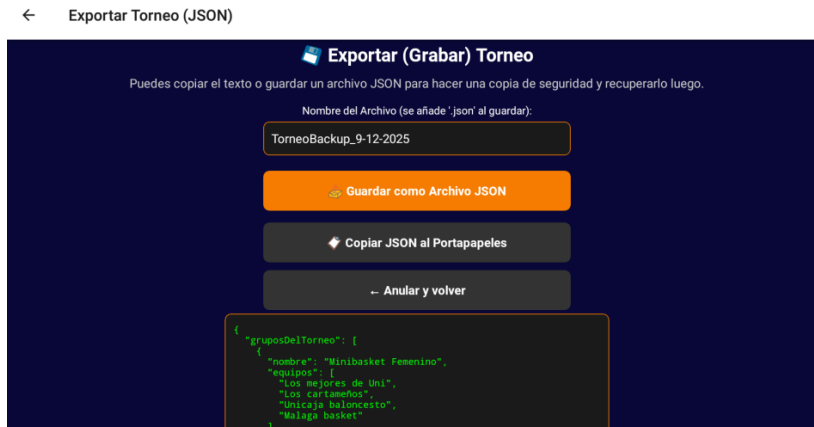 ← Exportar Torneo (JSON)
Exportar (Grabar) Torneo
Puedes copiar el texto o guardar un archivo JSON para hacer una copia de seguridad y recuperarlo luego.
Nombre del Archivo (se añade '.json' al guardar):
TorneoBackup_9-12-2025
Guardar como Archivo JSON
Copiar JSON al Portapapeles
← Anular y volver
{
"gruposDelTorneo": [
{
"nombre": "Minibasket Femenino",
"equipos": [
"Los mejores de Uni",
"Los cartameños",
"Unicaja baloncesto",
"Malaga basket"
]